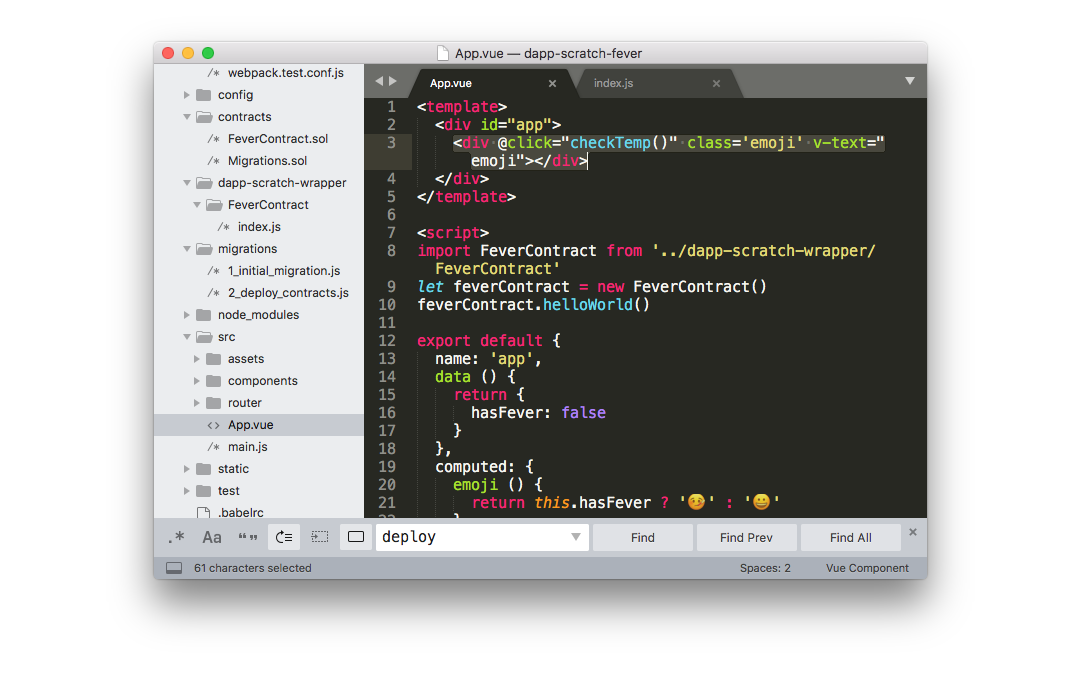 App.vue — dapp-scratch-fever
/* webpack.test.conf.js
config
contracts
/* FeverContract.sol
/* Migrations.sol
dapp-scratch-wrapper
FeverContract
/* index.js
migrations
/* 1_initial_migration.js
/* 2_deploy_contracts.js
node_modules
src
assets
components
router
<> App.vue
/* main.js
static
test
.babelrc
App.vue × index.js ×
1 <template>
2 <div id="app">
3 <div @click="checkTemp()" class='emoji' v-text="
emoji"></div>
4 </div>
5 </template>
6
7 <script>
8 import FeverContract from '../dapp-scratch-wrapper/
FeverContract'
9 let feverContract = new FeverContract()
10 feverContract.helloWorld()
11
12 export default {
13 name: 'app',
14 data () {
15 return {
16 hasFever: false
17 }
18 },
19 computed: {
20 emoji () {
21 return this.hasFever ? '🤒' : '😀'
22 }
.* Aa “” deploy Find Find Prev Find All ×
61 characters selected Spaces: 2 Vue Component